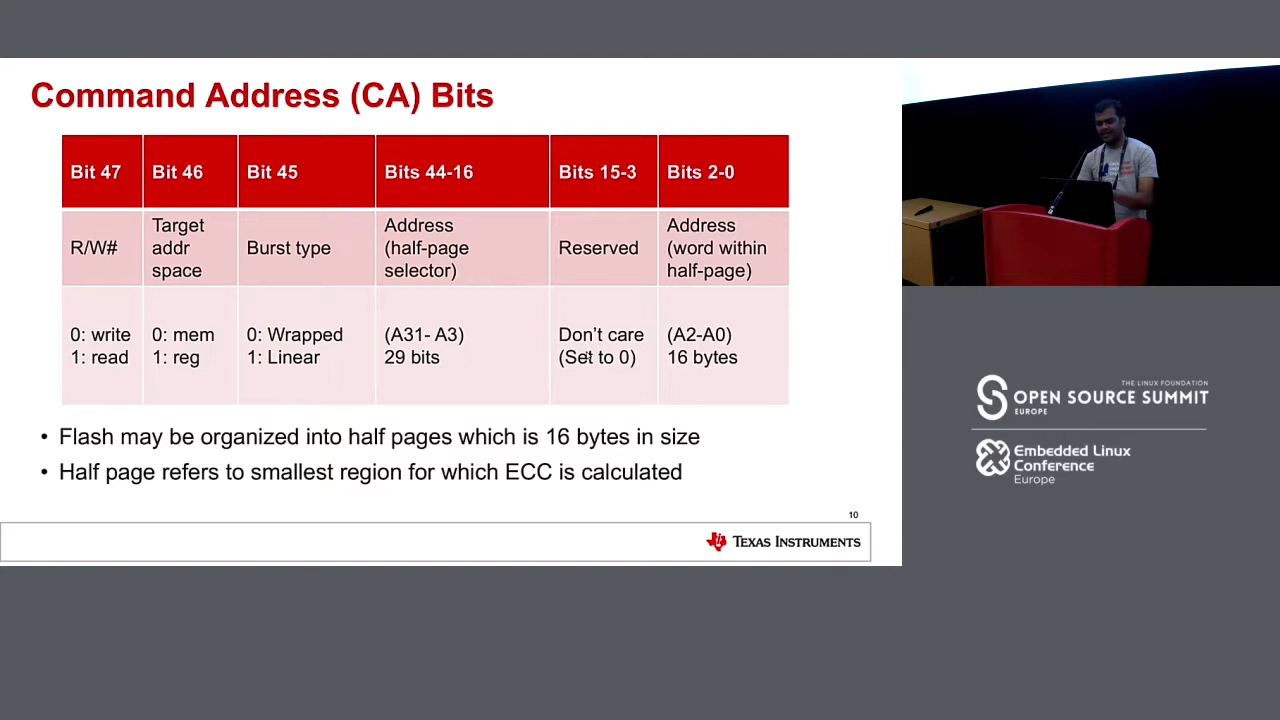 Command Address (CA) Bits
Bit 47
Bit 46
Bit 45
Bits 44-16
Bits 15-3
Bits 2-0
R/W#
Target
addr
space
Burst type
Address
(half-page
selector)
Reserved
Address
(word within
half-page)
0: write
1: read
0: mem
1: reg
0: Wrapped
1: Linear
(A31- A3)
29 bits
Don't care
(Set to 0)
(A2-A0)
16 bytes
• Flash may be organized into half pages which is 16 bytes in size
• Half page refers to smallest region for which ECC is calculated
10
TEXAS INSTRUMENTS
THE LINUX FOUNDATION
OPEN SOURCE SUMMIT
EUROPE
Embedded Linux
Conference
Europe